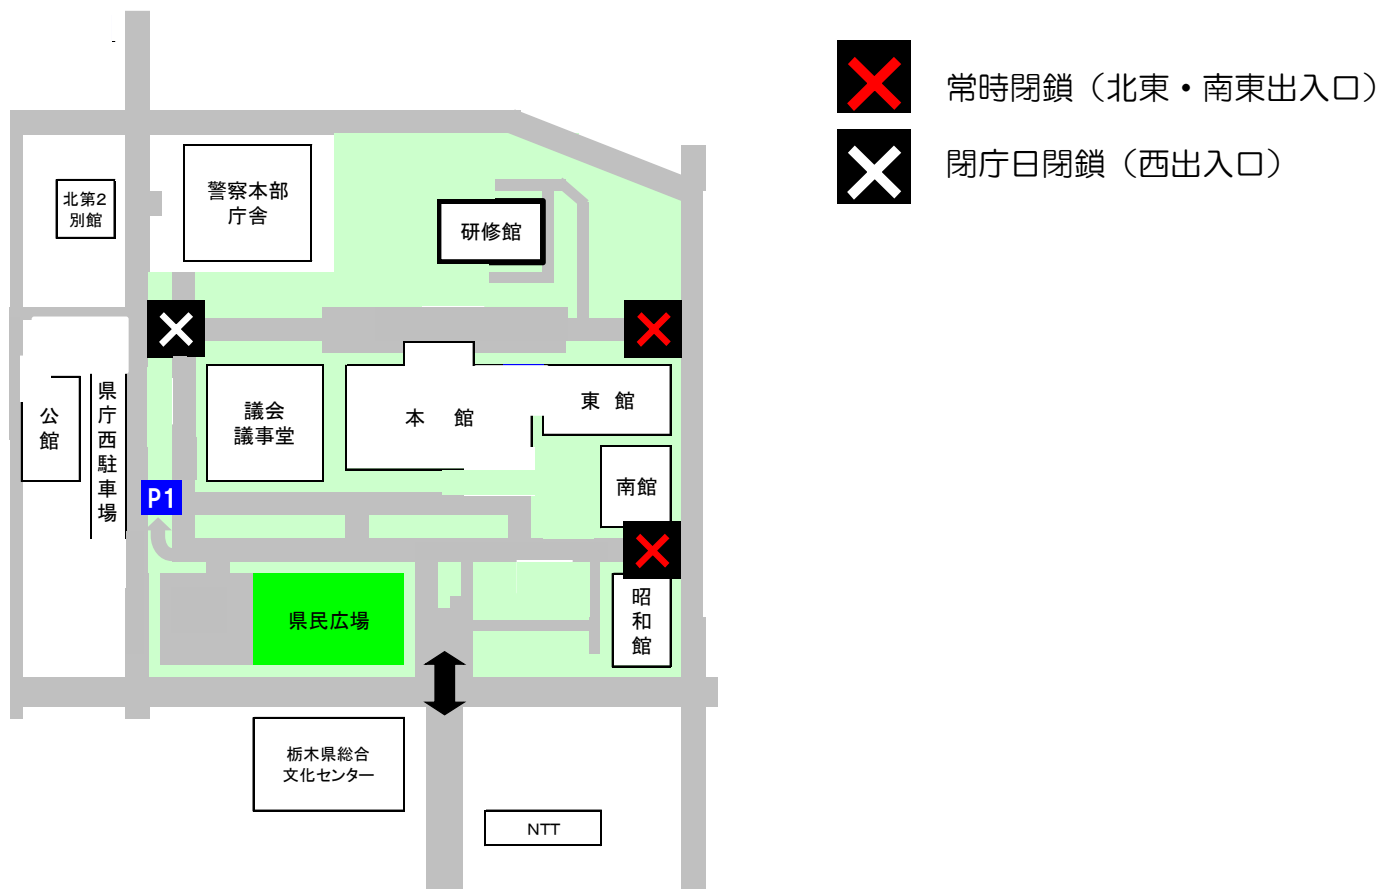 常時閉鎖（北東・南東出入口）
閉庁日閉鎖（西出入口）
北第2
別館
警察本部
庁舎
研修館
公館
県庁西駐車場
議会
議事堂
本　館
東　館
南館
P1
県民広場
昭和館
栃木県総合
文化センター
NTT